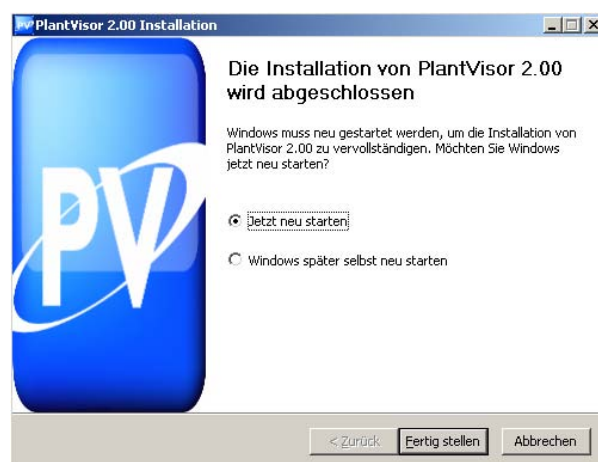 PlantVisor 2.00 Installation
Die Installation von PlantVisor 2.00
wird abgeschlossen
Windows muss neu gestartet werden, um die Installation von
PlantVisor 2.00 zu vervollständigen. Möchten Sie Windows
jetzt neu starten?
Jetzt neu starten
Windows später selbst neu starten
PV
< Zurück
Fertig stellen
Abbrechen